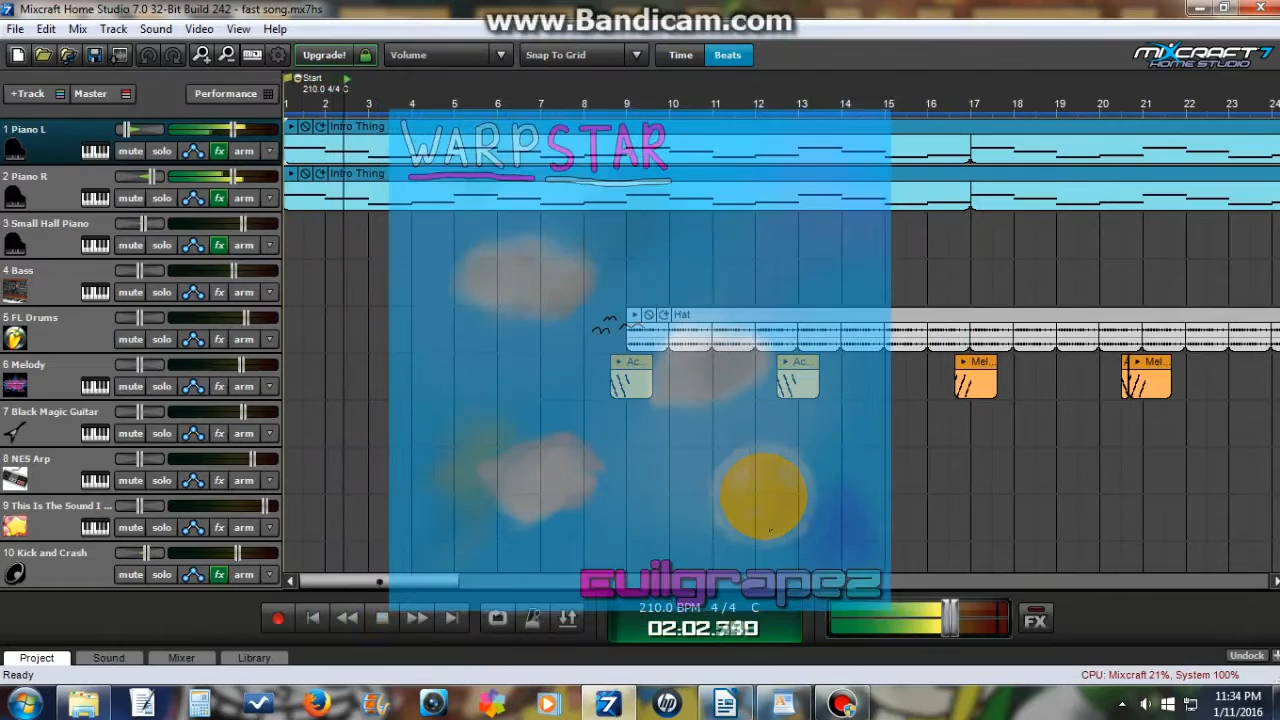 Mixcraft Home Studio 7.0 32-Bit Build 242 - fast song.mx7hs
www.Bandicam.com
File Edit Mix Track Sound Video View Help
Upgrade! Volume Snap To Grid Time Beats
MIXCRAFT 7
HOME STUDIO
Start
210.0 4/4 C
+Track Master Performance
1 2 3 4 5 6 7 8 9 10 11 12 13 14 15 16 17 18 19 20 21 22 23 24
1 Piano L
Intro Thing
mute solo fx arm
WARPSTAR
2 Piano R
Intro Thing
mute solo fx arm
3 Small Hall Piano
mute solo fx arm
4 Bass
mute solo fx arm
5 FL Drums
Hat
mute solo fx arm
6 Melody
Ac... Ac... Mel... Mel...
mute solo fx arm
7 Black Magic Guitar
mute solo fx arm
8 NES Arp
mute solo fx arm
9 This Is The Sound I ...
mute solo fx arm
10 Kick and Crash
mute solo fx arm
evilgrapez
210.0 BPM 4/4 C
FX
Project Sound Mixer Library
Undock
Ready
CPU: Mixcraft 21%, System 100%
11:34 PM
1/11/2016